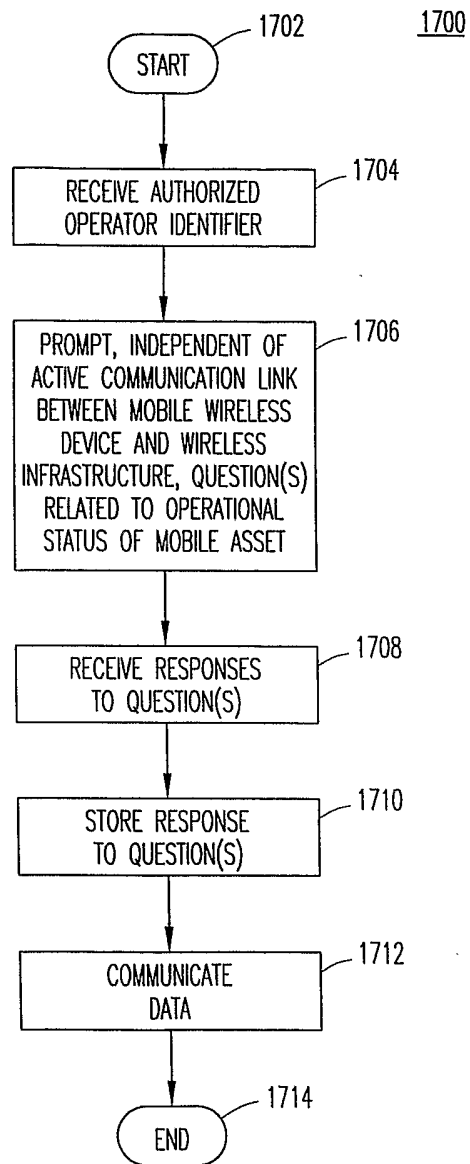 1700
1702
START
1704
RECEIVE AUTHORIZED
OPERATOR IDENTIFIER
1706
PROMPT, INDEPENDENT OF
ACTIVE COMMUNICATION LINK
BETWEEN MOBILE WIRELESS
DEVICE AND WIRELESS
INFRASTRUCTURE, QUESTION(S)
RELATED TO OPERATIONAL
STATUS OF MOBILE ASSET
1708
RECEIVE RESPONSES
TO QUESTION(S)
1710
STORE RESPONSE
TO QUESTION(S)
1712
COMMUNICATE
DATA
1714
END